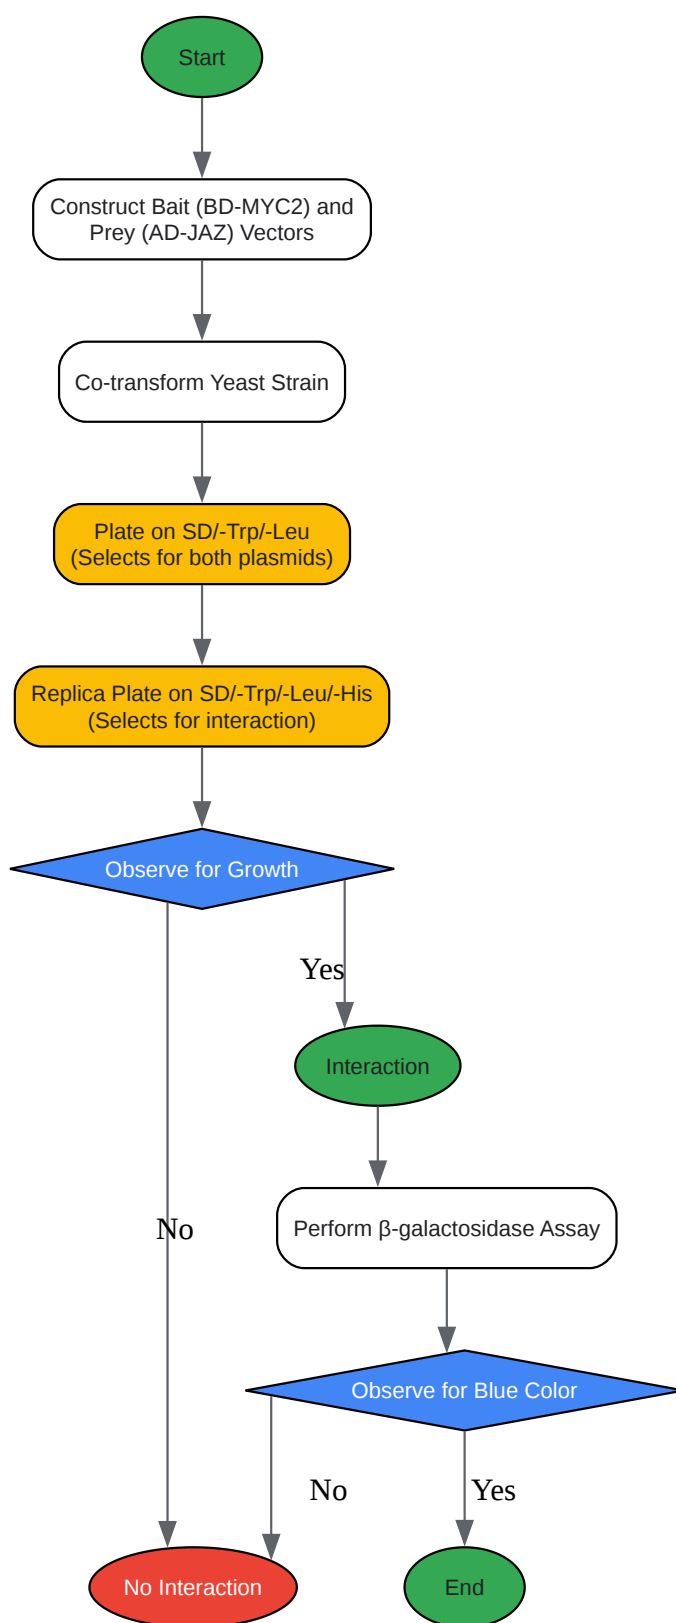 Start
Construct Bait (BD-MYC2) and
Prey (AD-JAZ) Vectors
Co-transform Yeast Strain
Plate on SD/-Trp/-Leu
(Selects for both plasmids)
Replica Plate on SD/-Trp/-Leu/-His
(Selects for interaction)
Observe for Growth
Yes
Interaction
No
Perform β-galactosidase Assay
Observe for Blue Color
No
Yes
No Interaction
End